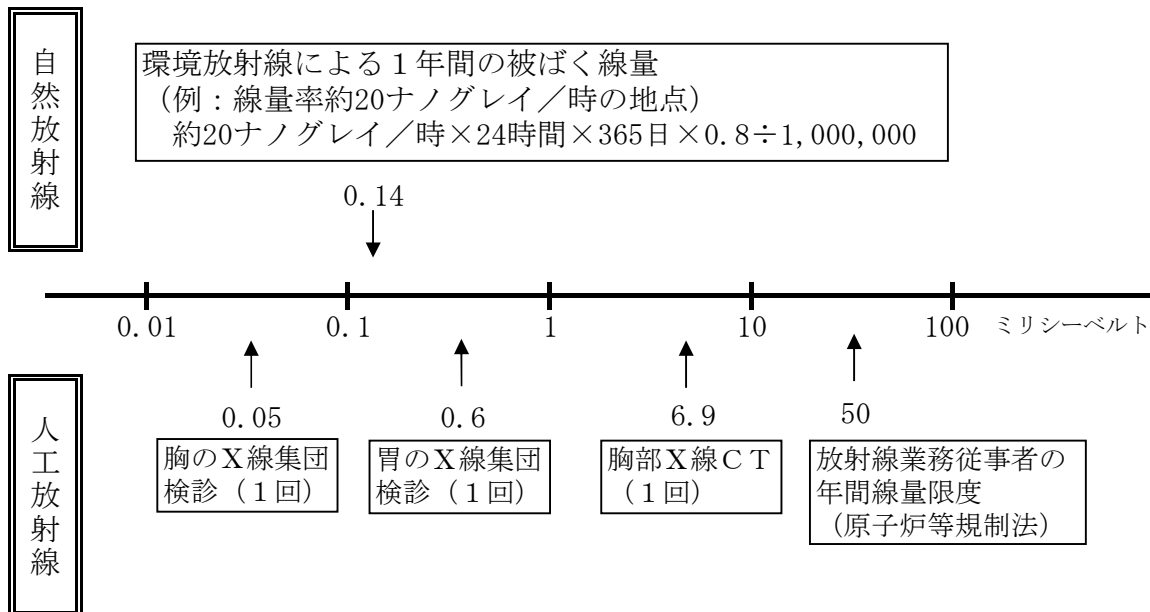 自然放射線
環境放射線による１年間の被ばく線量
（例：線量率約20ナノグレイ／時の地点）
約20ナノグレイ／時×24時間×365日×0.8÷1,000,000
0.14
0.01
0.1
1
10
100
ミリシーベルト
人工放射線
0.05
胸のＸ線集団
検診（１回）
0.6
胃のＸ線集団
検診（１回）
6.9
胸部Ｘ線ＣＴ
（１回）
50
放射線業務従事者の
年間線量限度
（原子炉等規制法）